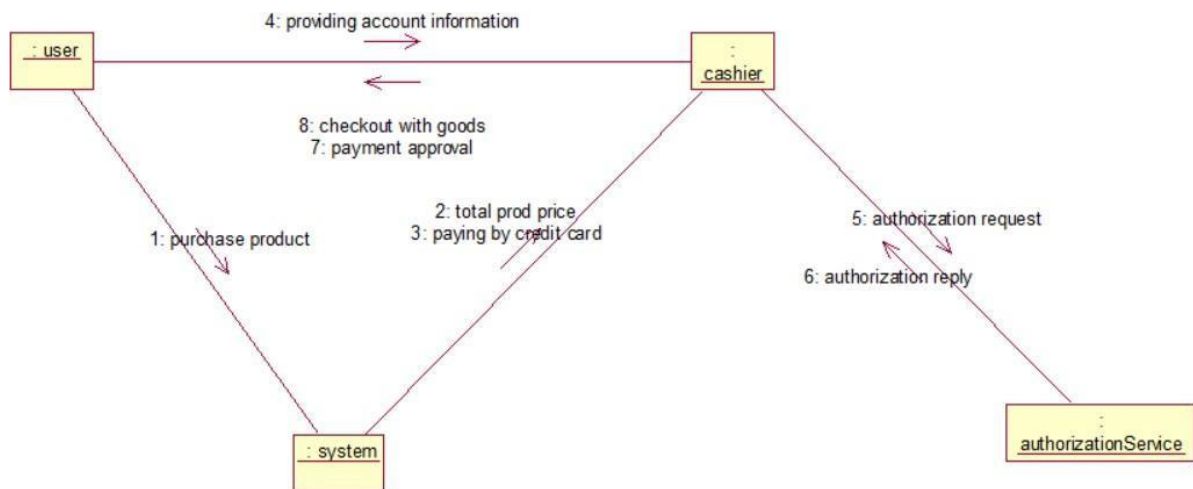 4: providing account information
: user
:
cashier
8: checkout with goods
7: payment approval
2: total prod price
3: paying by credit card
1: purchase product
5: authorization request
6: authorization reply
: system
:
authorizationService